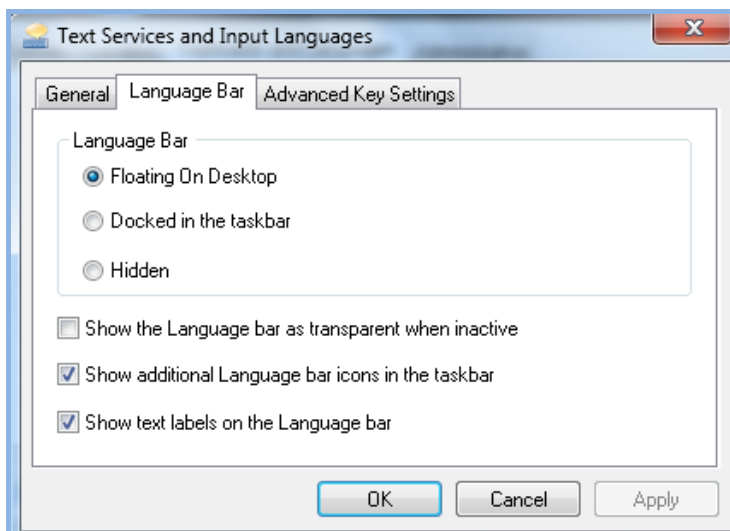 Text Services and Input Languages
General Language Bar Advanced Key Settings
Language Bar
Floating On Desktop
Docked in the taskbar
Hidden
Show the Language bar as transparent when inactive
Show additional Language bar icons in the taskbar
Show text labels on the Language bar
OK Cancel Apply